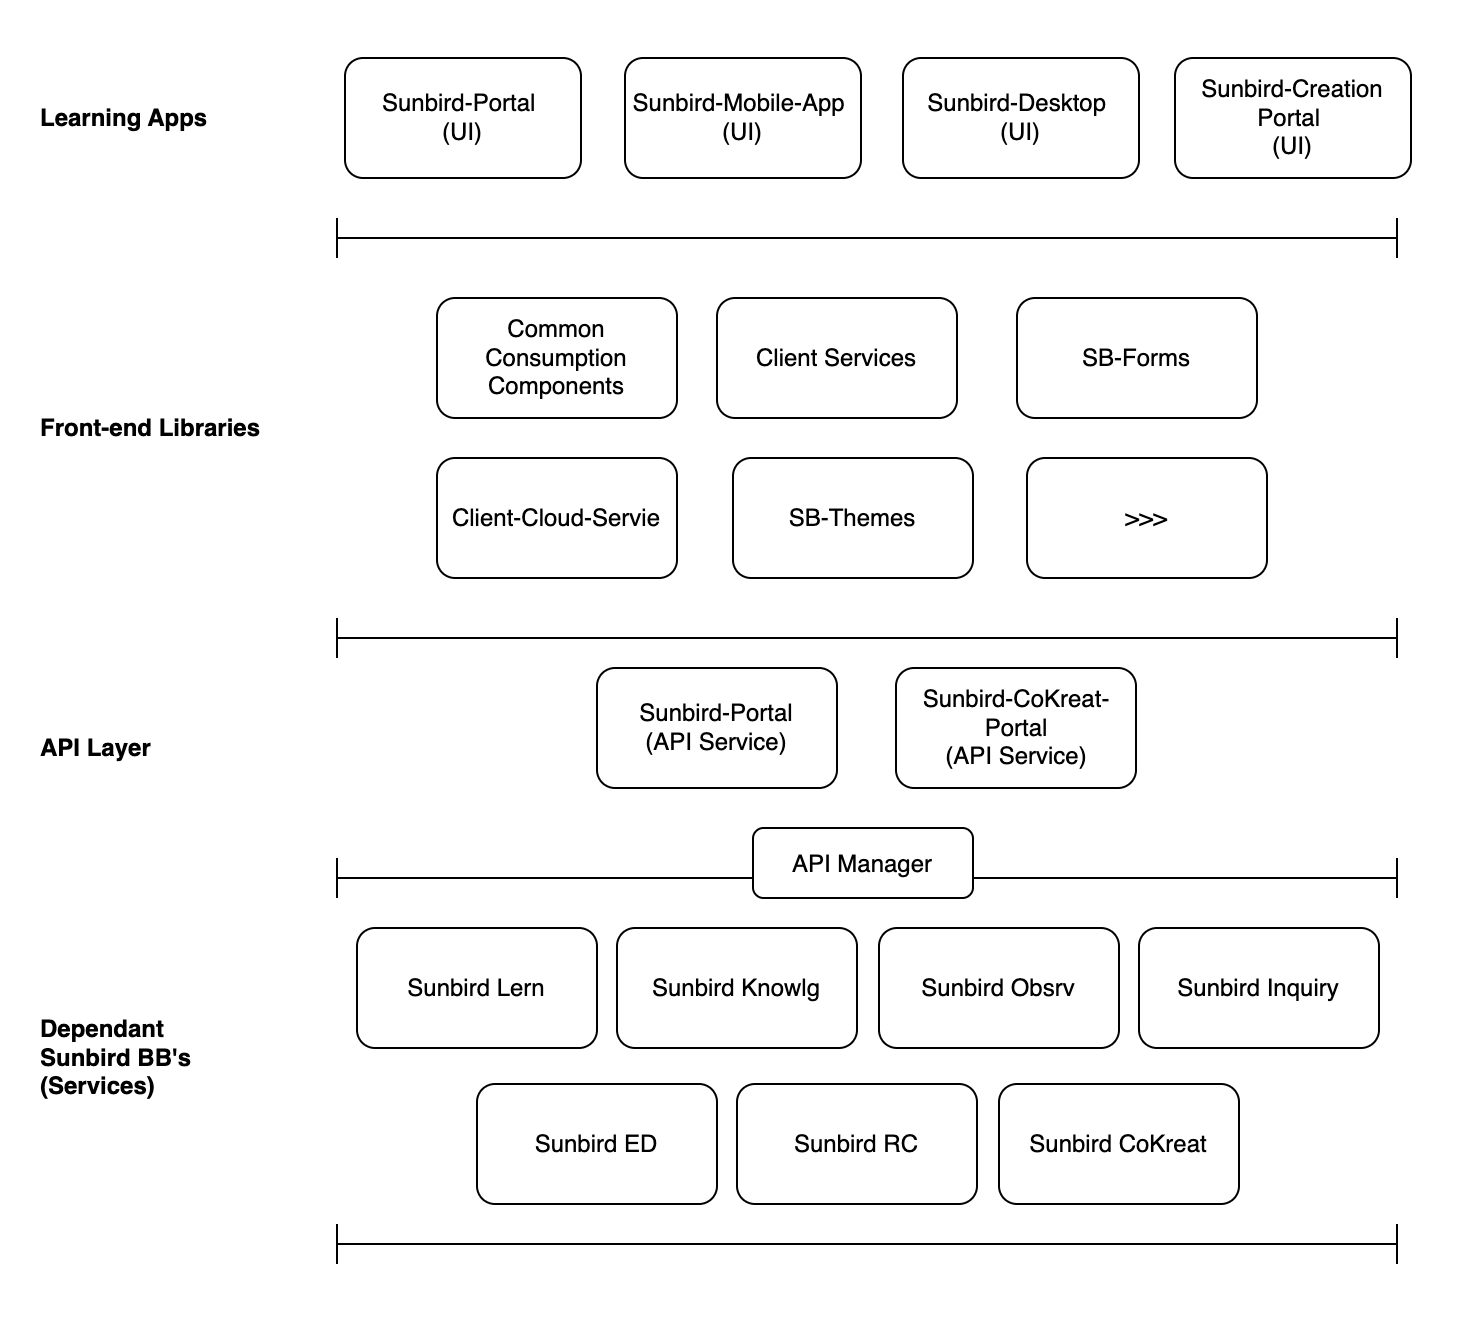 Learning Apps
Sunbird-Portal
(UI)
Sunbird-Mobile-App
(UI)
Sunbird-Desktop
(UI)
Sunbird-Creation
Portal
(UI)
Front-end Libraries
Common
Consumption
Components
Client Services
SB-Forms
Client-Cloud-Servie
SB-Themes
>>>
API Layer
Sunbird-Portal
(API Service)
Sunbird-CoKreat-
Portal
(API Service)
API Manager
Dependant
Sunbird BB's
(Services)
Sunbird Lern
Sunbird Knowlg
Sunbird Obsrv
Sunbird Inquiry
Sunbird ED
Sunbird RC
Sunbird CoKreat